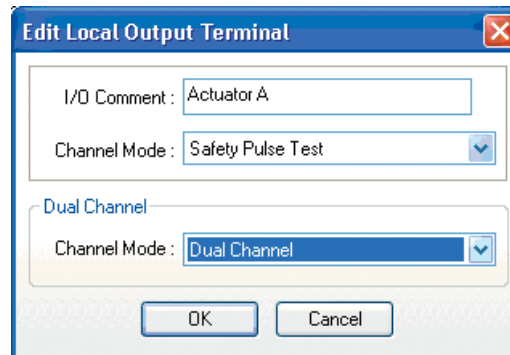 Edit Local Output Terminal
I/O Comment : Actuator A
Channel Mode : Safety Pulse Test
Dual Channel
Channel Mode : Dual Channel
OK Cancel